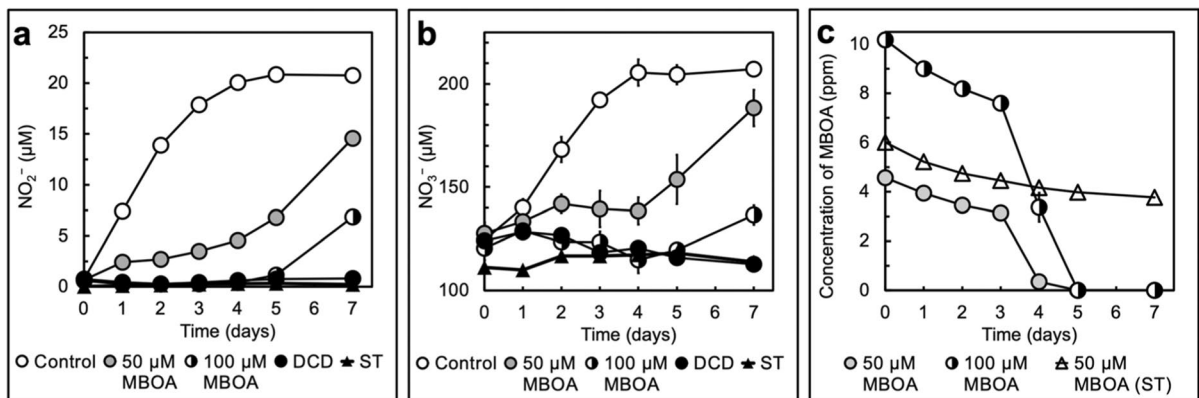 a
25
20
15
10
5
0
NO₂⁻ (µM)
0 1 2 3 4 5 6 7
Time (days)
Control 50 µM MBOA 100 µM MBOA DCD ST
b
200
150
100
NO₃⁻ (µM)
0 1 2 3 4 5 6 7
Time (days)
Control 50 µM MBOA 100 µM MBOA DCD ST
c
10
8
6
4
2
0
Concentration of MBOA (ppm)
0 1 2 3 4 5 6 7
Time (days)
50 µM MBOA 100 µM MBOA 50 µM MBOA (ST)